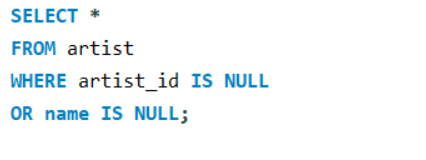 SELECT *
FROM artist
WHERE artist_id IS NULL
OR name IS NULL;